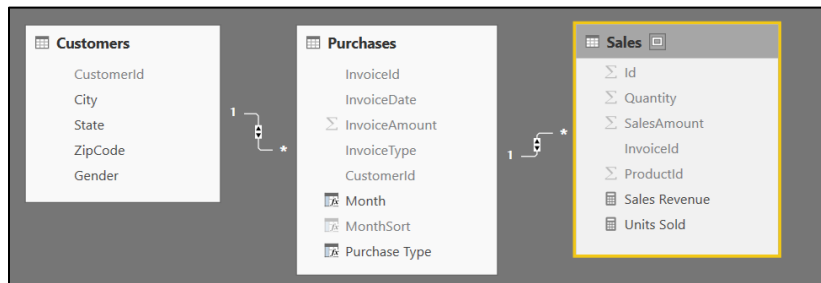 Customers
CustomerId
City
State
ZipCode
Gender
1
*
Purchases
InvoiceId
InvoiceDate
InvoiceAmount
InvoiceType
CustomerId
Month
MonthSort
Purchase Type
1
*
Sales
Id
Quantity
SalesAmount
InvoiceId
ProductId
Sales Revenue
Units Sold